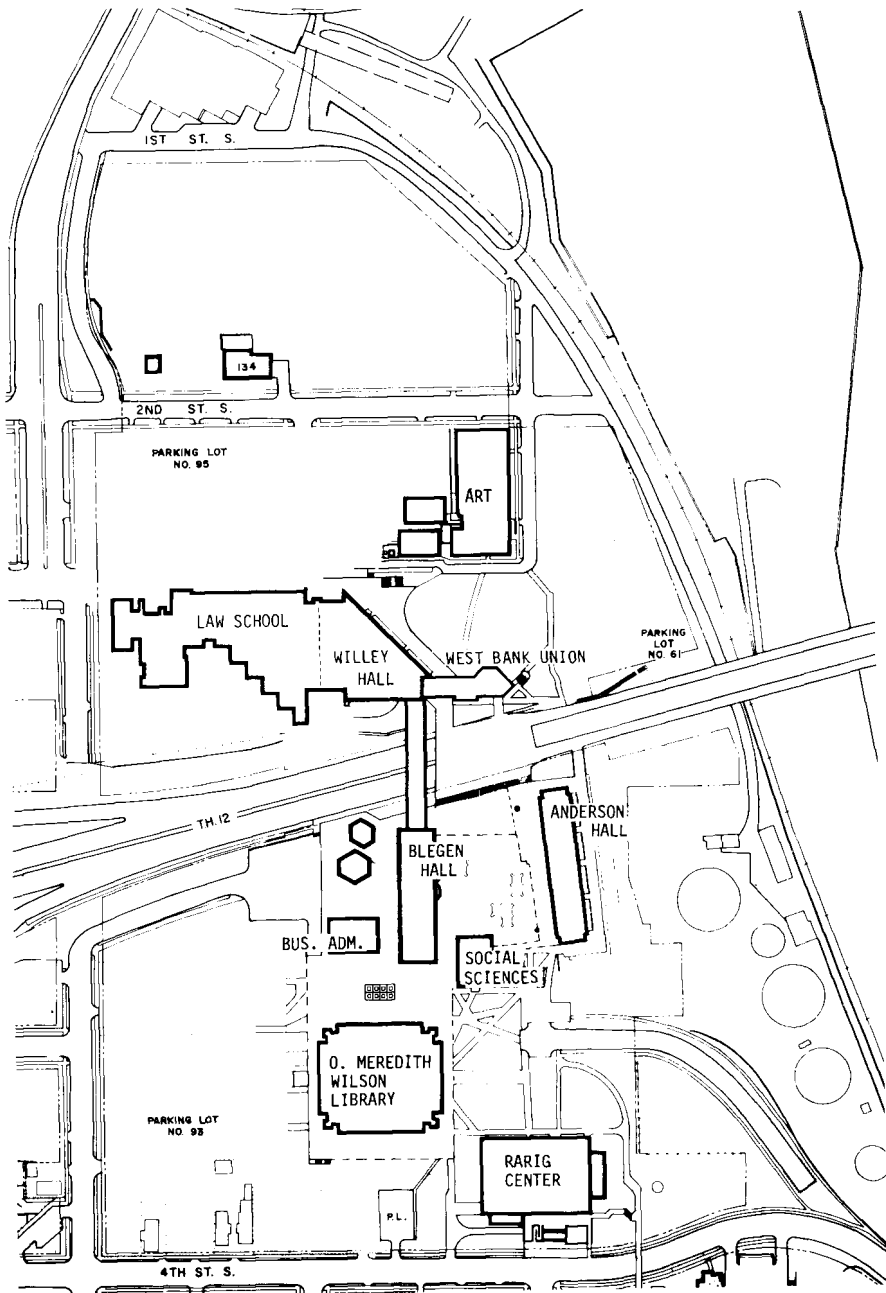 1ST ST. S.
134
2ND ST. S.
PARKING LOT
NO. 95
ART
LAW SCHOOL
WILLEY
HALL
WEST BANK UNION
PARKING
LOT
NO. 61
TH. 12
ANDERSON
HALL
BLEGEN
HALL
BUS. ADM.
SOCIAL
SCIENCES
O. MEREDITH
WILSON
LIBRARY
PARKING LOT
NO. 93
RARIG
CENTER
P.L.
4TH ST. S.